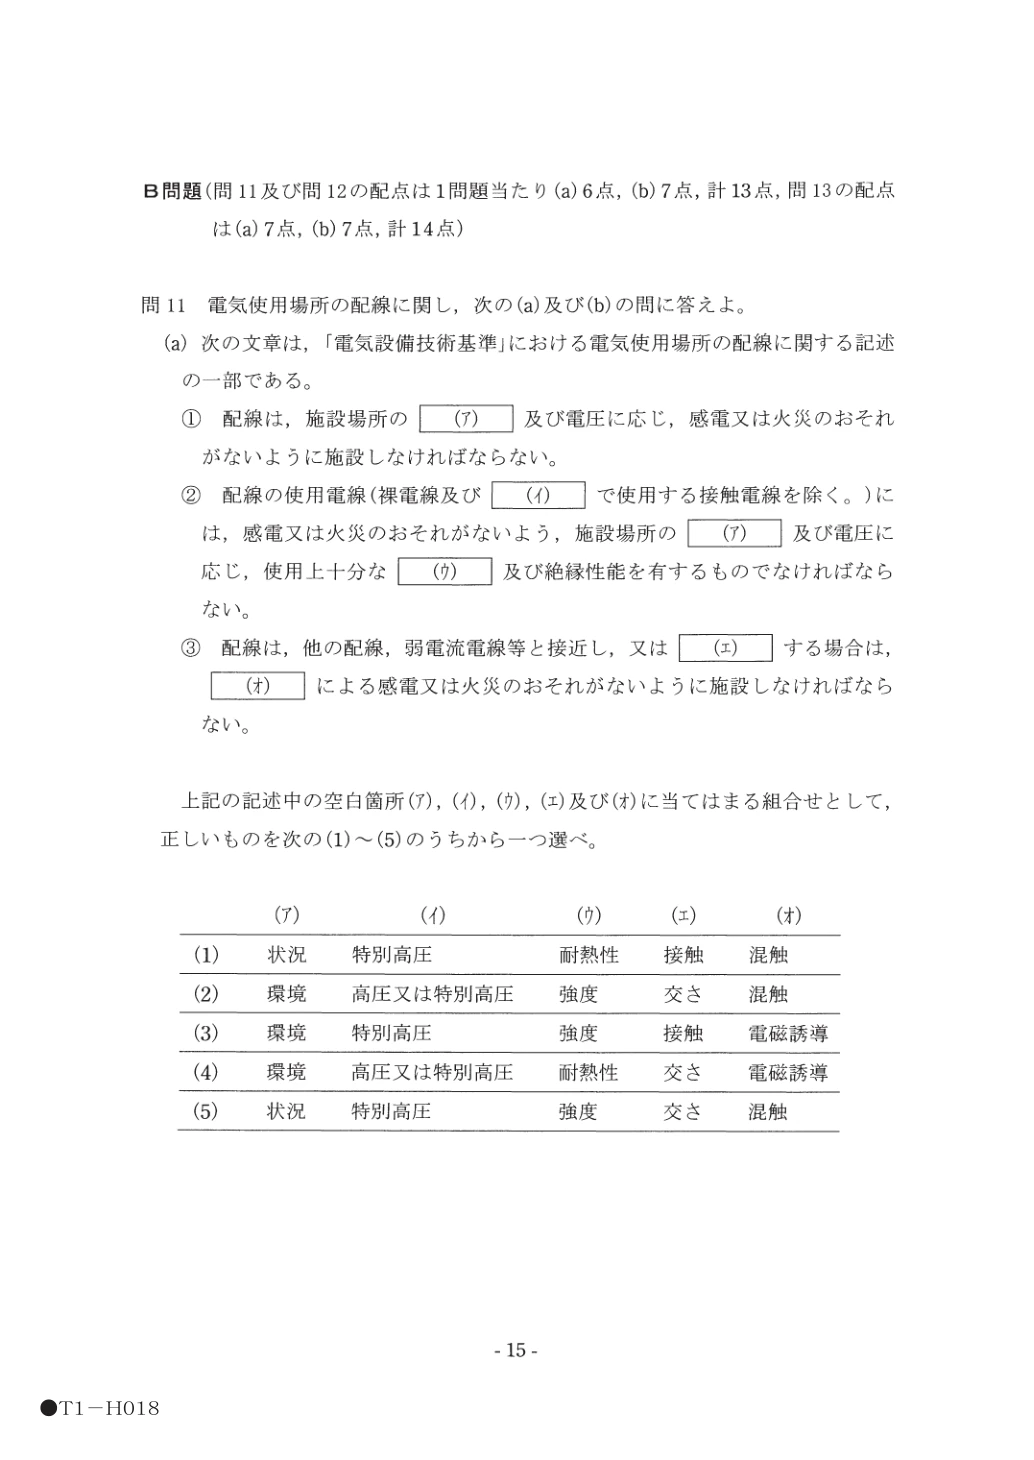 B問題(問11及び問12の配点は1問題当たり(a)6点,(b)7点,計13点,問13の配点
は(a)7点,(b)7点,計14点)
問11 電気使用場所の配線に関し，次の(a)及び(b)の問に答えよ。
(a) 次の文章は，「電気設備技術基準」における電気使用場所の配線に関する記述
の一部である。
① 配線は，施設場所の (ア) 及び電圧に応じ，感電又は火災のおそれ
がないように施設しなければならない。
② 配線の使用電線(裸電線及び (イ) で使用する接触電線を除く。)に
は，感電又は火災のおそれがないよう，施設場所の (ア) 及び電圧に
応じ，使用上十分な (ウ) 及び絶縁性能を有するものでなければなら
ない。
③ 配線は，他の配線，弱電流電線等と接近し，又は (エ) する場合は，
(オ) による感電又は火災のおそれがないように施設しなければなら
ない。
上記の記述中の空白箇所(ア)，(イ)，(ウ)，(エ)及び(オ)に当てはまる組合せとして，
正しいものを次の(1)～(5)のうちから一つ選べ。
(ア) (イ) (ウ) (エ) (オ)
(1) 状況 特別高圧 耐熱性 接触 混触
(2) 環境 高圧又は特別高圧 強度 交さ 混触
(3) 環境 特別高圧 強度 接触 電磁誘導
(4) 環境 高圧又は特別高圧 耐熱性 交さ 電磁誘導
(5) 状況 特別高圧 強度 交さ 混触
- 15 -
●T1－H018